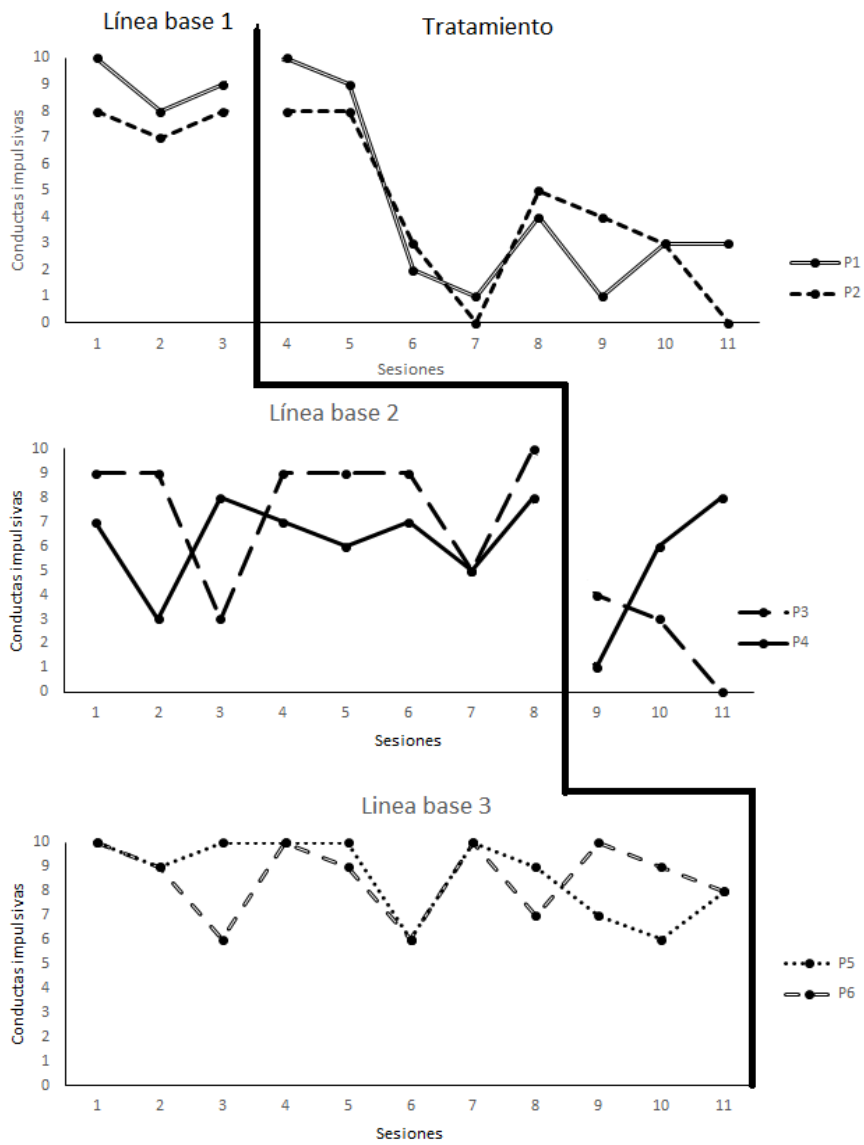 Línea base 1
Tratamiento
10
9
8
7
6
5
4
3
2
1
0
Conductas impulsivas
1 2 3 4 5 6 7 8 9 10 11
Sesiones
P1
P2
Línea base 2
10
9
8
7
6
5
4
3
2
1
0
Conductas impulsivas
1 2 3 4 5 6 7 8 9 10 11
Sesiones
P3
P4
Linea base 3
10
9
8
7
6
5
4
3
2
1
0
Conductas impulsivas
1 2 3 4 5 6 7 8 9 10 11
Sesiones
P5
P6